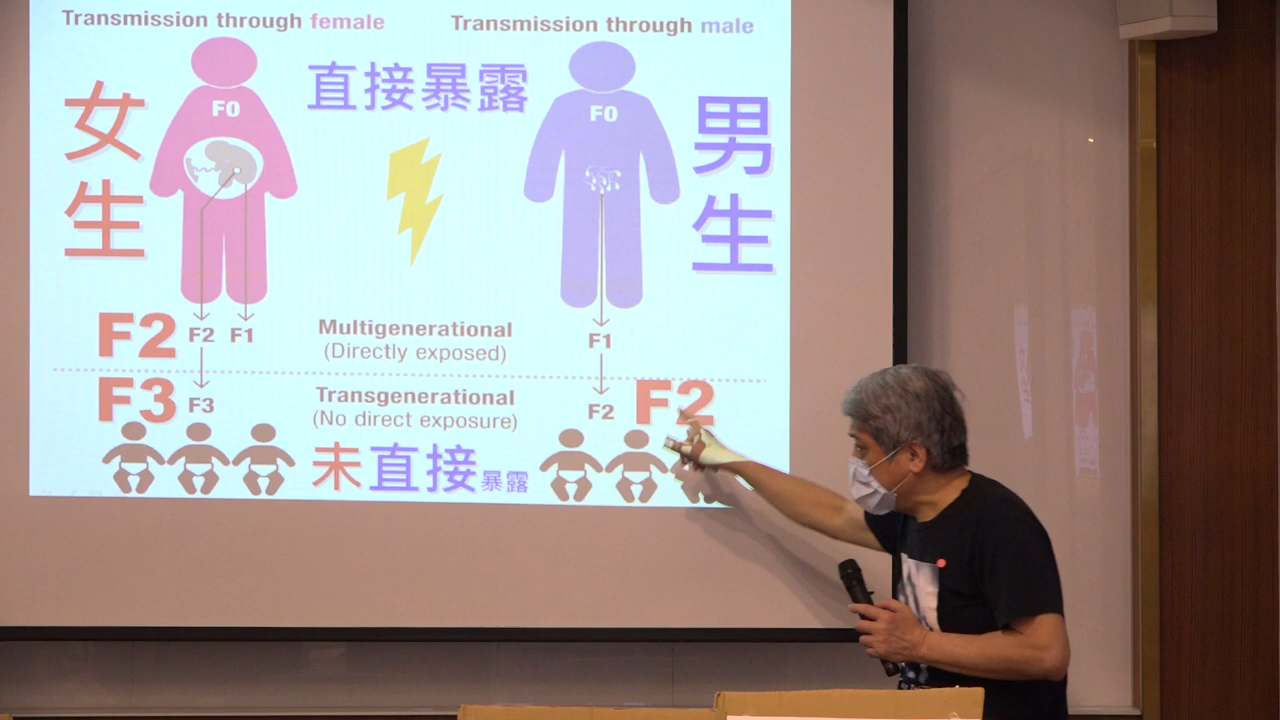 Transmission through female
Transmission through male
女生
F0
直接暴露
F0
男生
F2
F2
F1
Multigenerational
(Directly exposed)
F1
F3
F3
Transgenerational
(No direct exposure)
F2
F2
未直接暴露